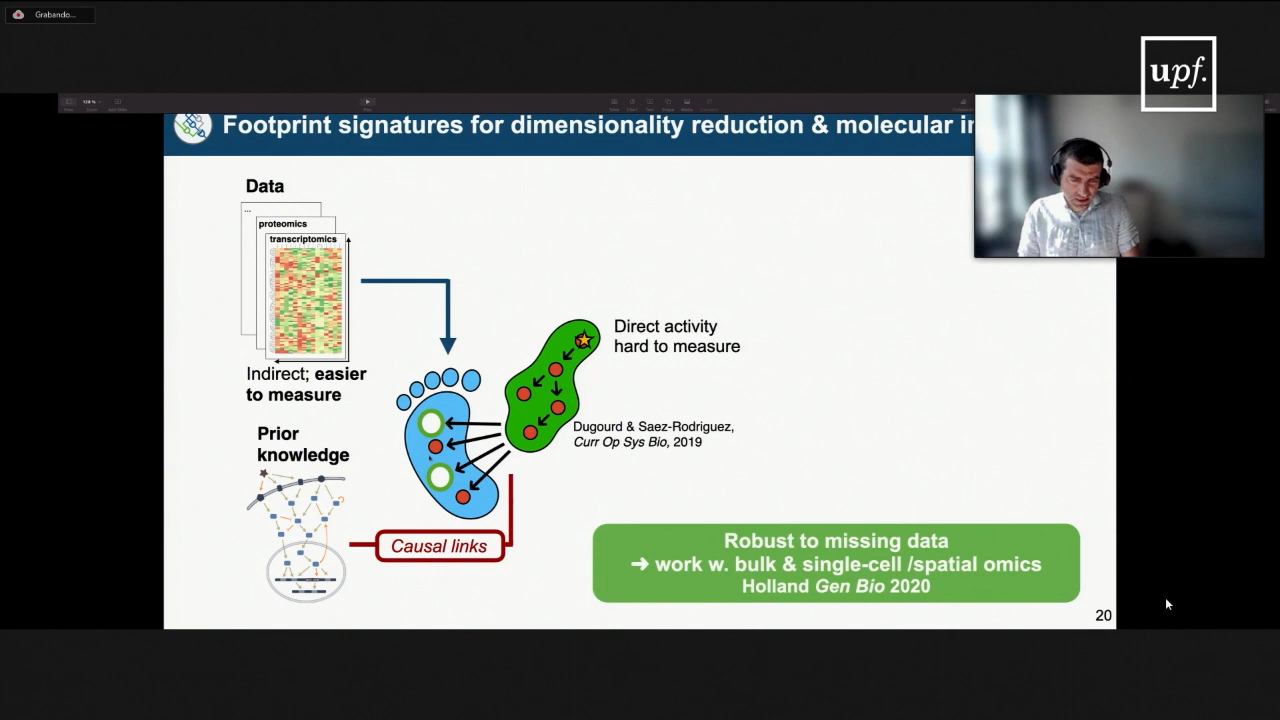 Grabando...
upf.
128 %
Footprint signatures for dimensionality reduction & molecular in
Data
...
proteomics
transcriptomics
Indirect; easier
to measure
Direct activity
hard to measure
Dugourd & Saez-Rodriguez,
Curr Op Sys Bio, 2019
Prior
knowledge
Causal links
Robust to missing data
➔ work w. bulk & single-cell /spatial omics
Holland Gen Bio 2020
20